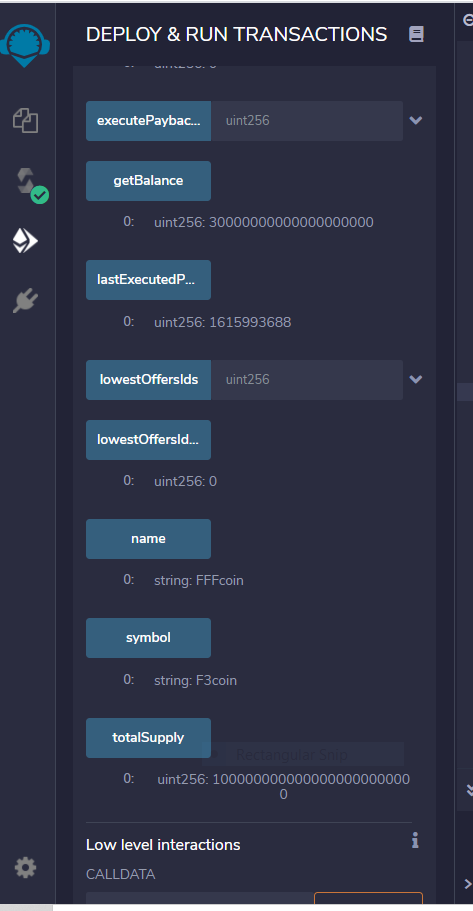 DEPLOY & RUN TRANSACTIONS
0: uint256: 0
executePaybac... uint256
getBalance
0: uint256: 30000000000000000000
lastExecutedP...
0: uint256: 1615993688
lowestOffersIds uint256
lowestOffersId...
0: uint256: 0
name
0: string: FFFcoin
symbol
0: string: F3coin
totalSupply
Rectangular Snip
0: uint256: 1000000000000000000000000
0
Low level interactions
CALLDATA